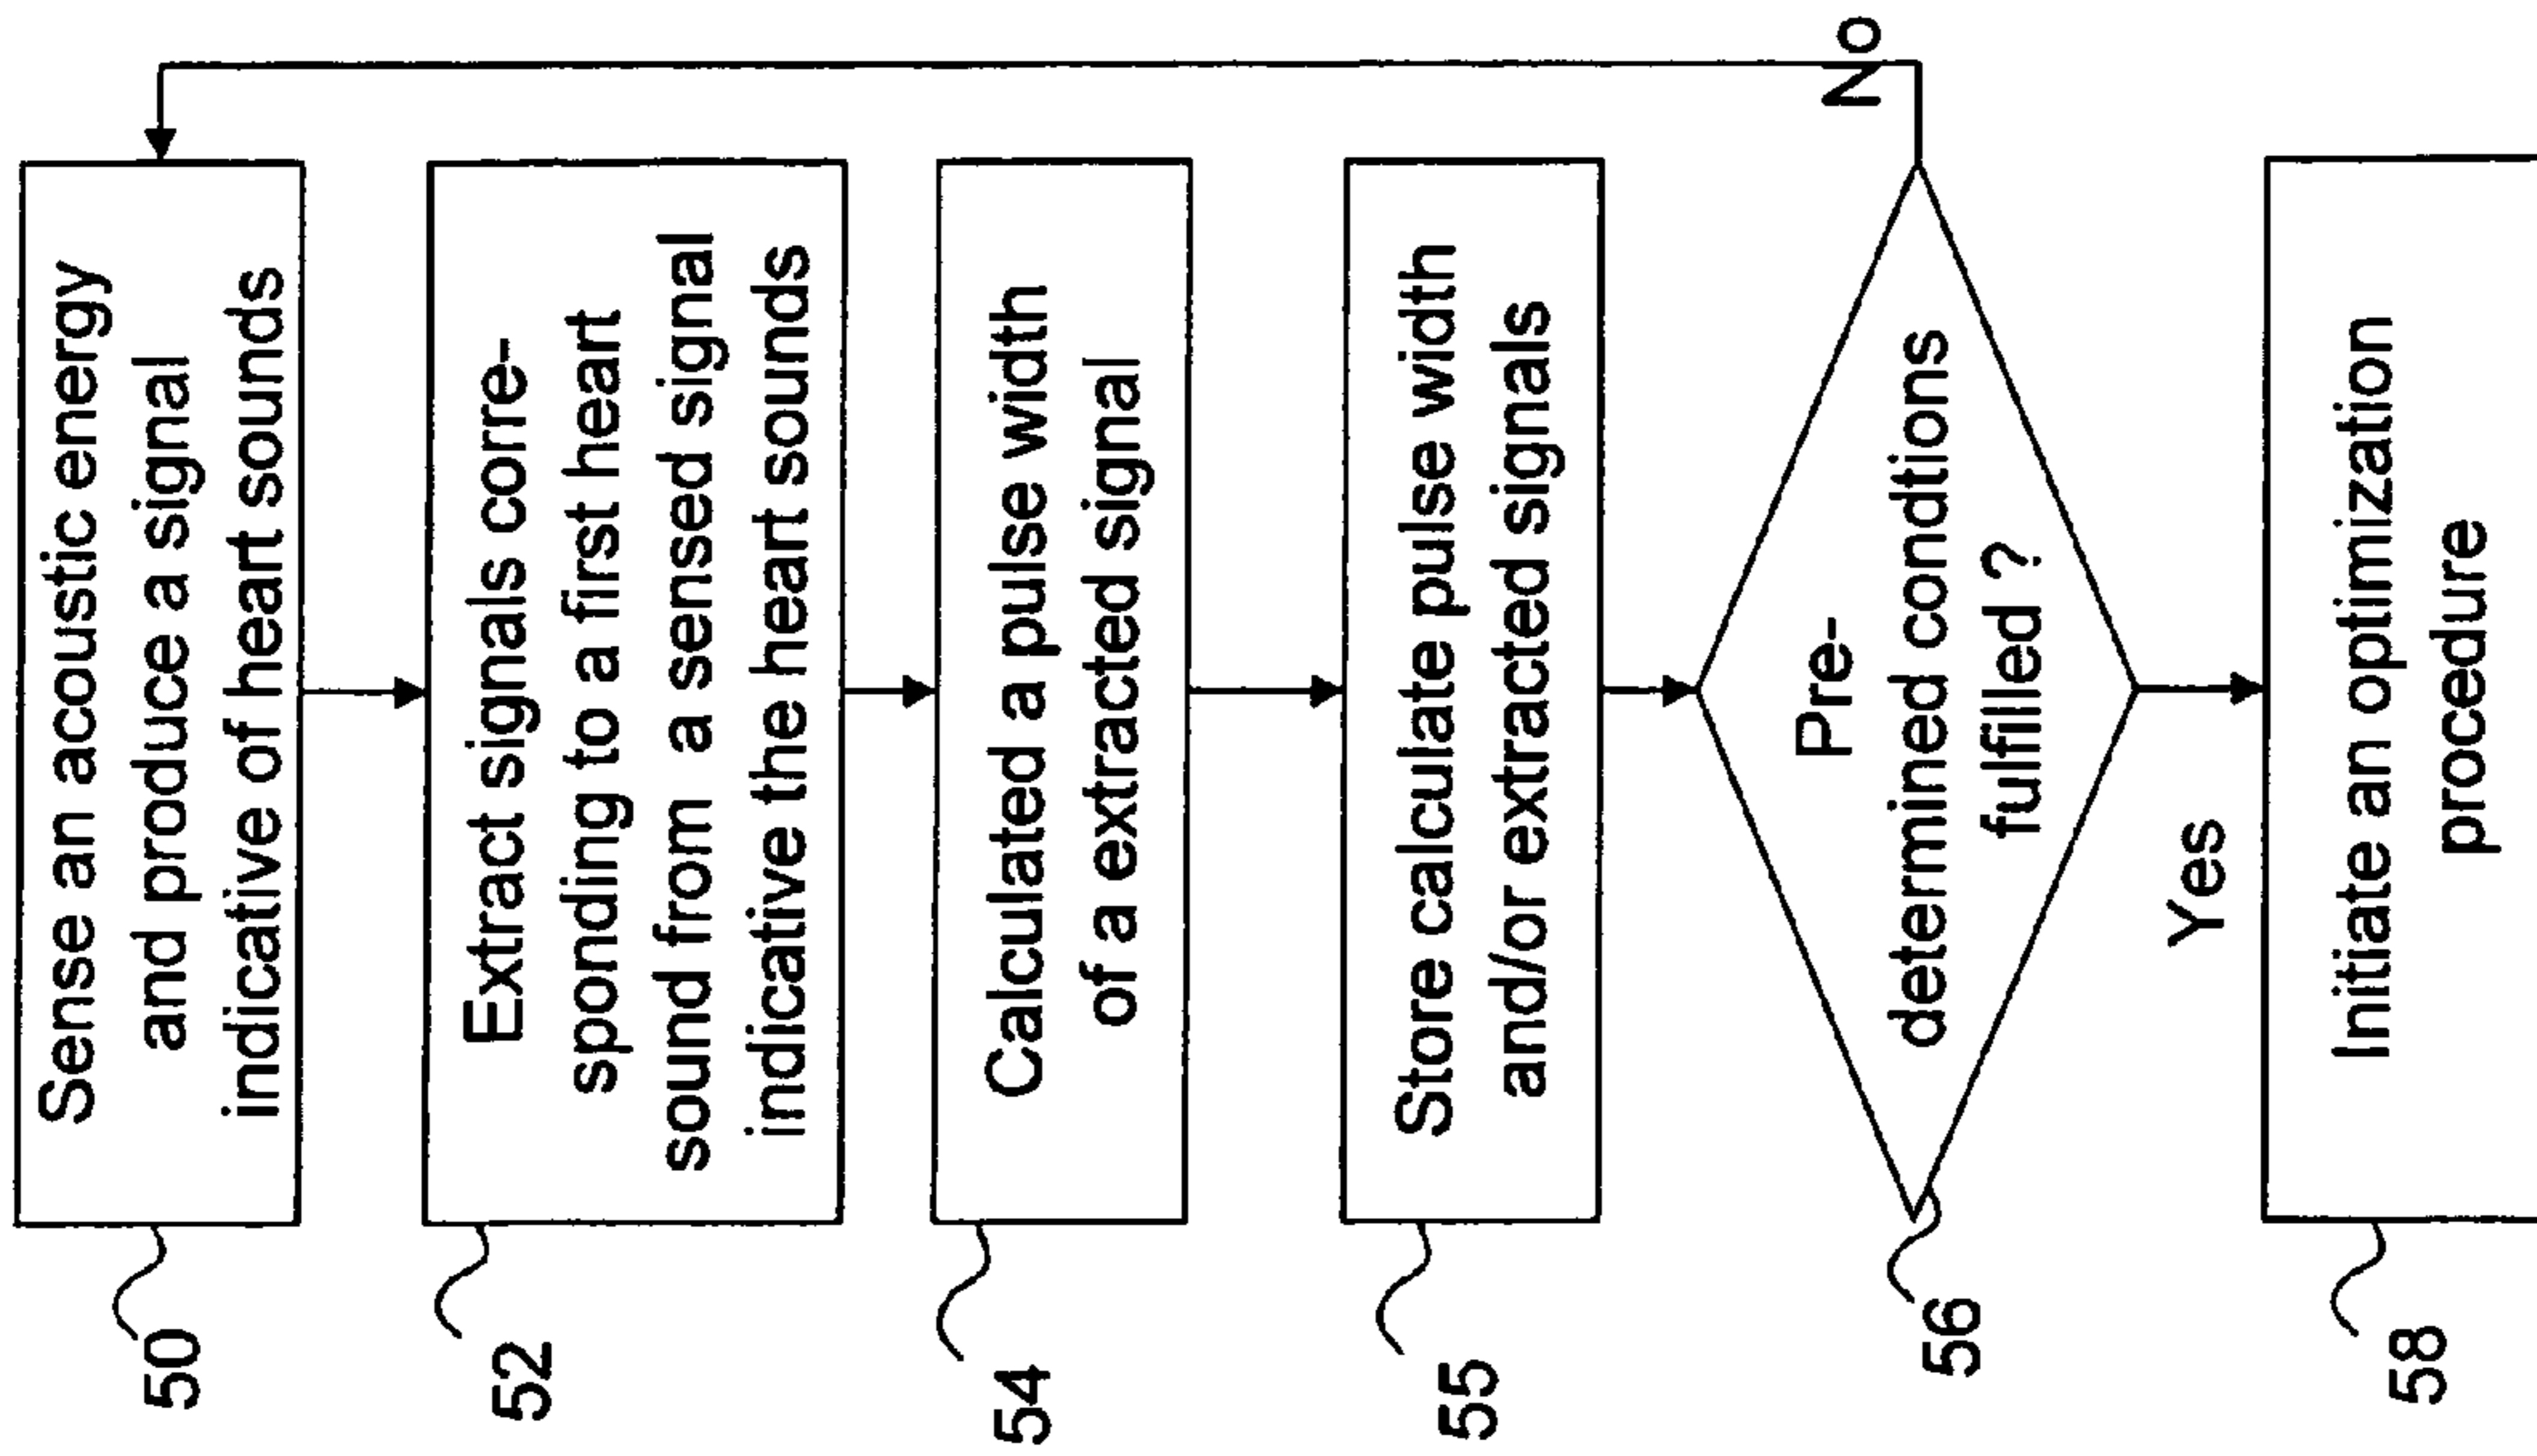 50
Sense an acoustic energy
and produce a signal
indicative of heart sounds
52
Extract signals corre-
sponding to a first heart
sound from a sensed signal
indicative the heart sounds
54
Calculated a pulse width
of a extracted signal
55
Store calculate pulse width
and/or extracted signals
56
Pre-
determined condtions
fulfilled ?
No
Yes
58
Initiate an optimization
procedure